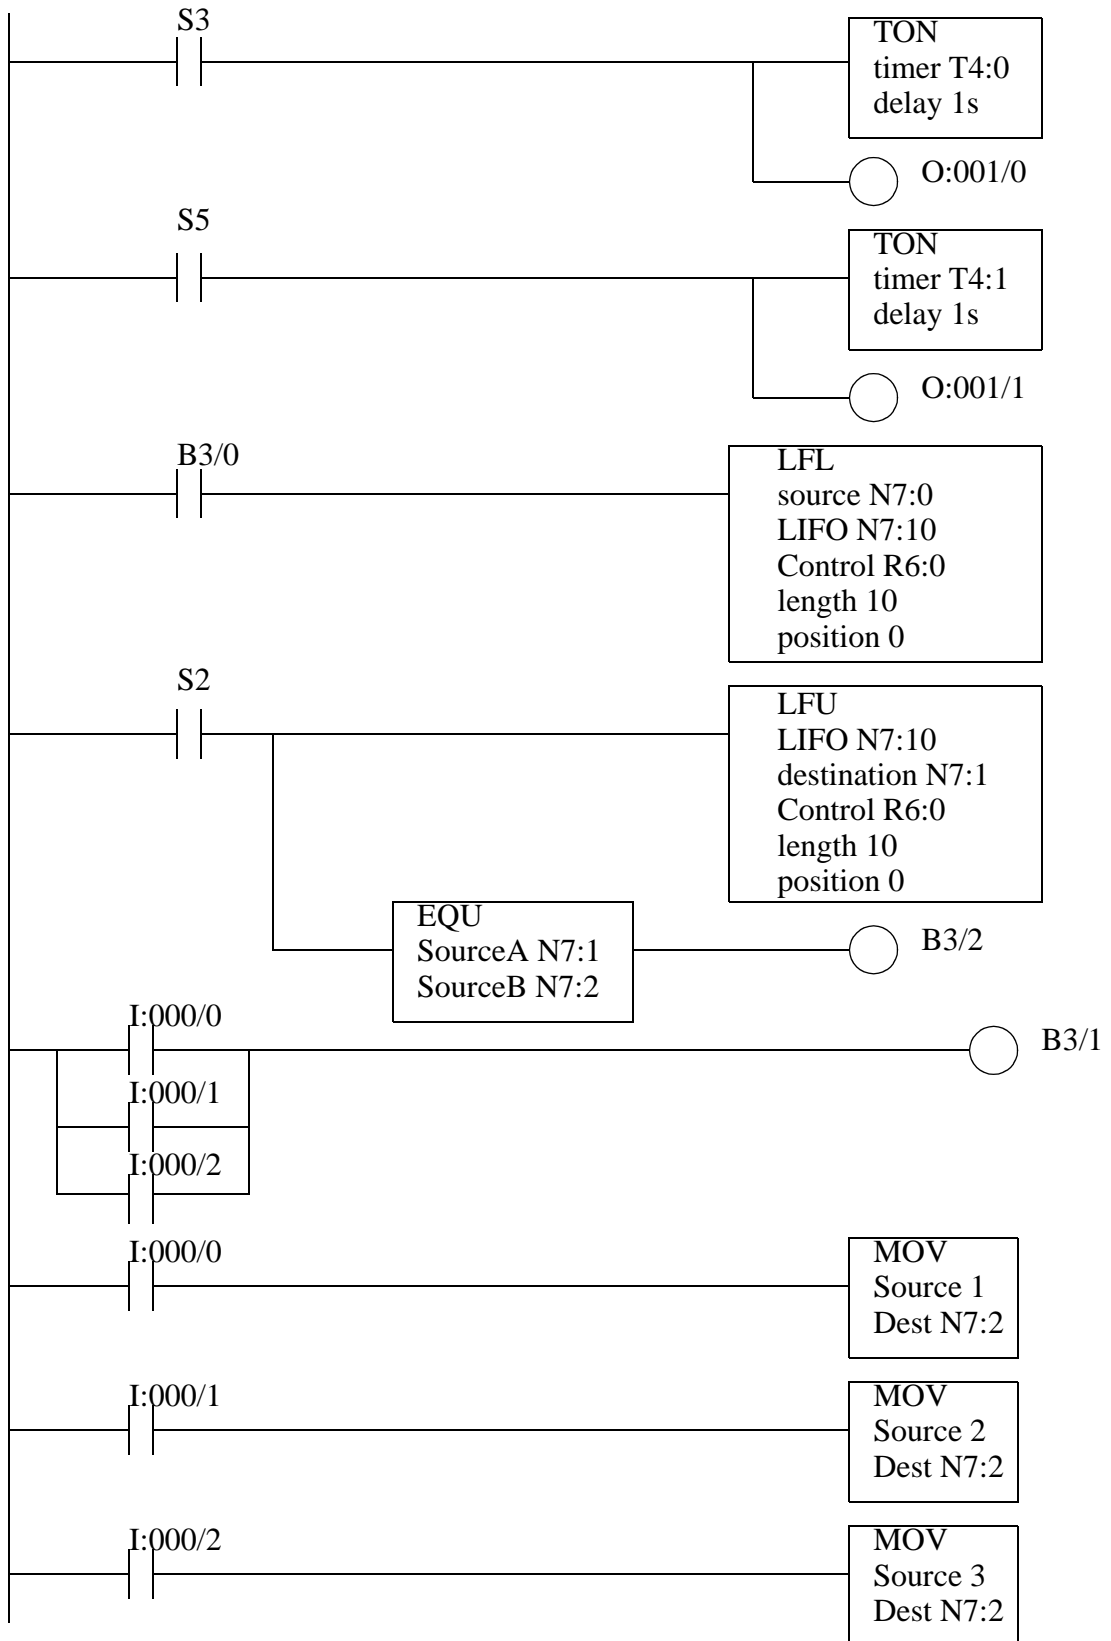 S3
TON
timer T4:0
delay 1s
O:001/0
S5
TON
timer T4:1
delay 1s
O:001/1
B3/0
LFL
source N7:0
LIFO N7:10
Control R6:0
length 10
position 0
S2
LFU
LIFO N7:10
destination N7:1
Control R6:0
length 10
position 0
EQU
SourceA N7:1
SourceB N7:2
B3/2
I:000/0
B3/1
I:000/1
I:000/2
I:000/0
MOV
Source 1
Dest N7:2
I:000/1
MOV
Source 2
Dest N7:2
I:000/2
MOV
Source 3
Dest N7:2